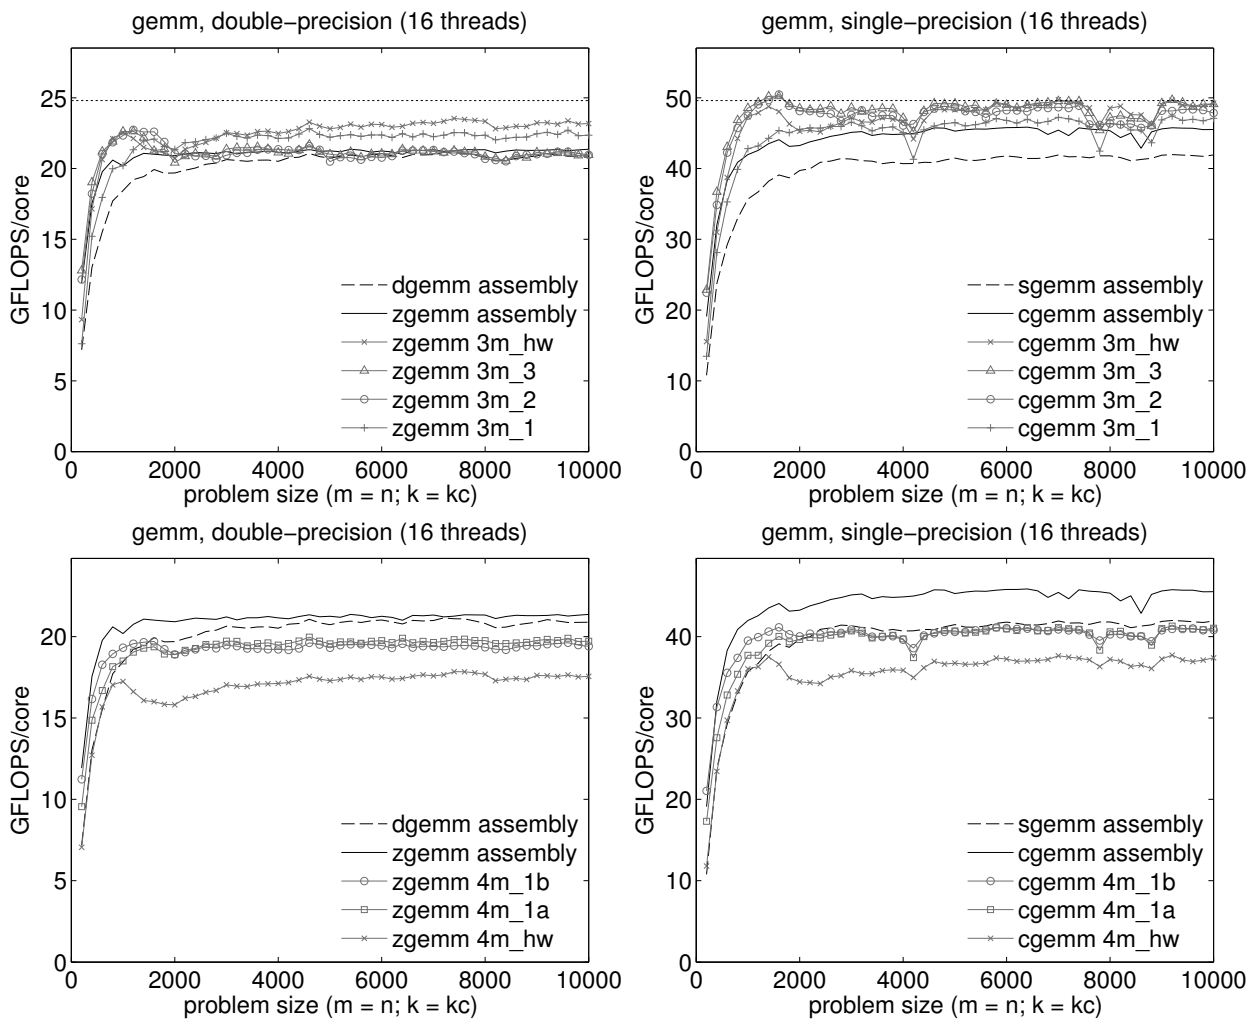 gemm, double−precision (16 threads)
GFLOPS/core
25
20
15
10
5
0
dgemm assembly
zgemm assembly
zgemm 3m_hw
zgemm 3m_3
zgemm 3m_2
zgemm 3m_1
0 2000 4000 6000 8000 10000
problem size (m = n; k = kc)
gemm, single−precision (16 threads)
GFLOPS/core
50
40
30
20
10
0
sgemm assembly
cgemm assembly
cgemm 3m_hw
cgemm 3m_3
cgemm 3m_2
cgemm 3m_1
0 2000 4000 6000 8000 10000
problem size (m = n; k = kc)
gemm, double−precision (16 threads)
GFLOPS/core
20
15
10
5
0
dgemm assembly
zgemm assembly
zgemm 4m_1b
zgemm 4m_1a
zgemm 4m_hw
0 2000 4000 6000 8000 10000
problem size (m = n; k = kc)
gemm, single−precision (16 threads)
GFLOPS/core
40
30
20
10
0
sgemm assembly
cgemm assembly
cgemm 4m_1b
cgemm 4m_1a
cgemm 4m_hw
0 2000 4000 6000 8000 10000
problem size (m = n; k = kc)